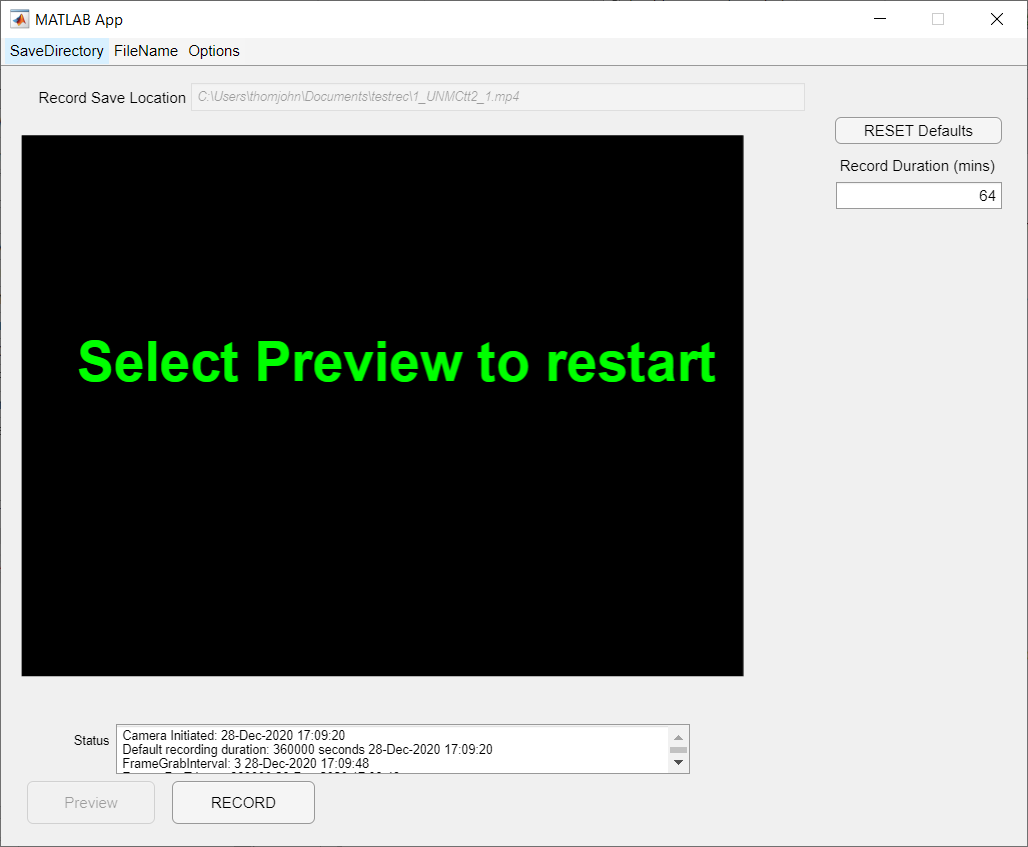 MATLAB App
SaveDirectory FileName Options
Record Save Location C:\Users\thomjohn\Documents\testrec\1_UNMCtt2_1.mp4
RESET Defaults
Record Duration (mins)
64
Select Preview to restart
Status
Camera Initiated: 28-Dec-2020 17:09:20
Default recording duration: 360000 seconds 28-Dec-2020 17:09:20
FrameGrabInterval: 3 28-Dec-2020 17:09:48
Preview RECORD